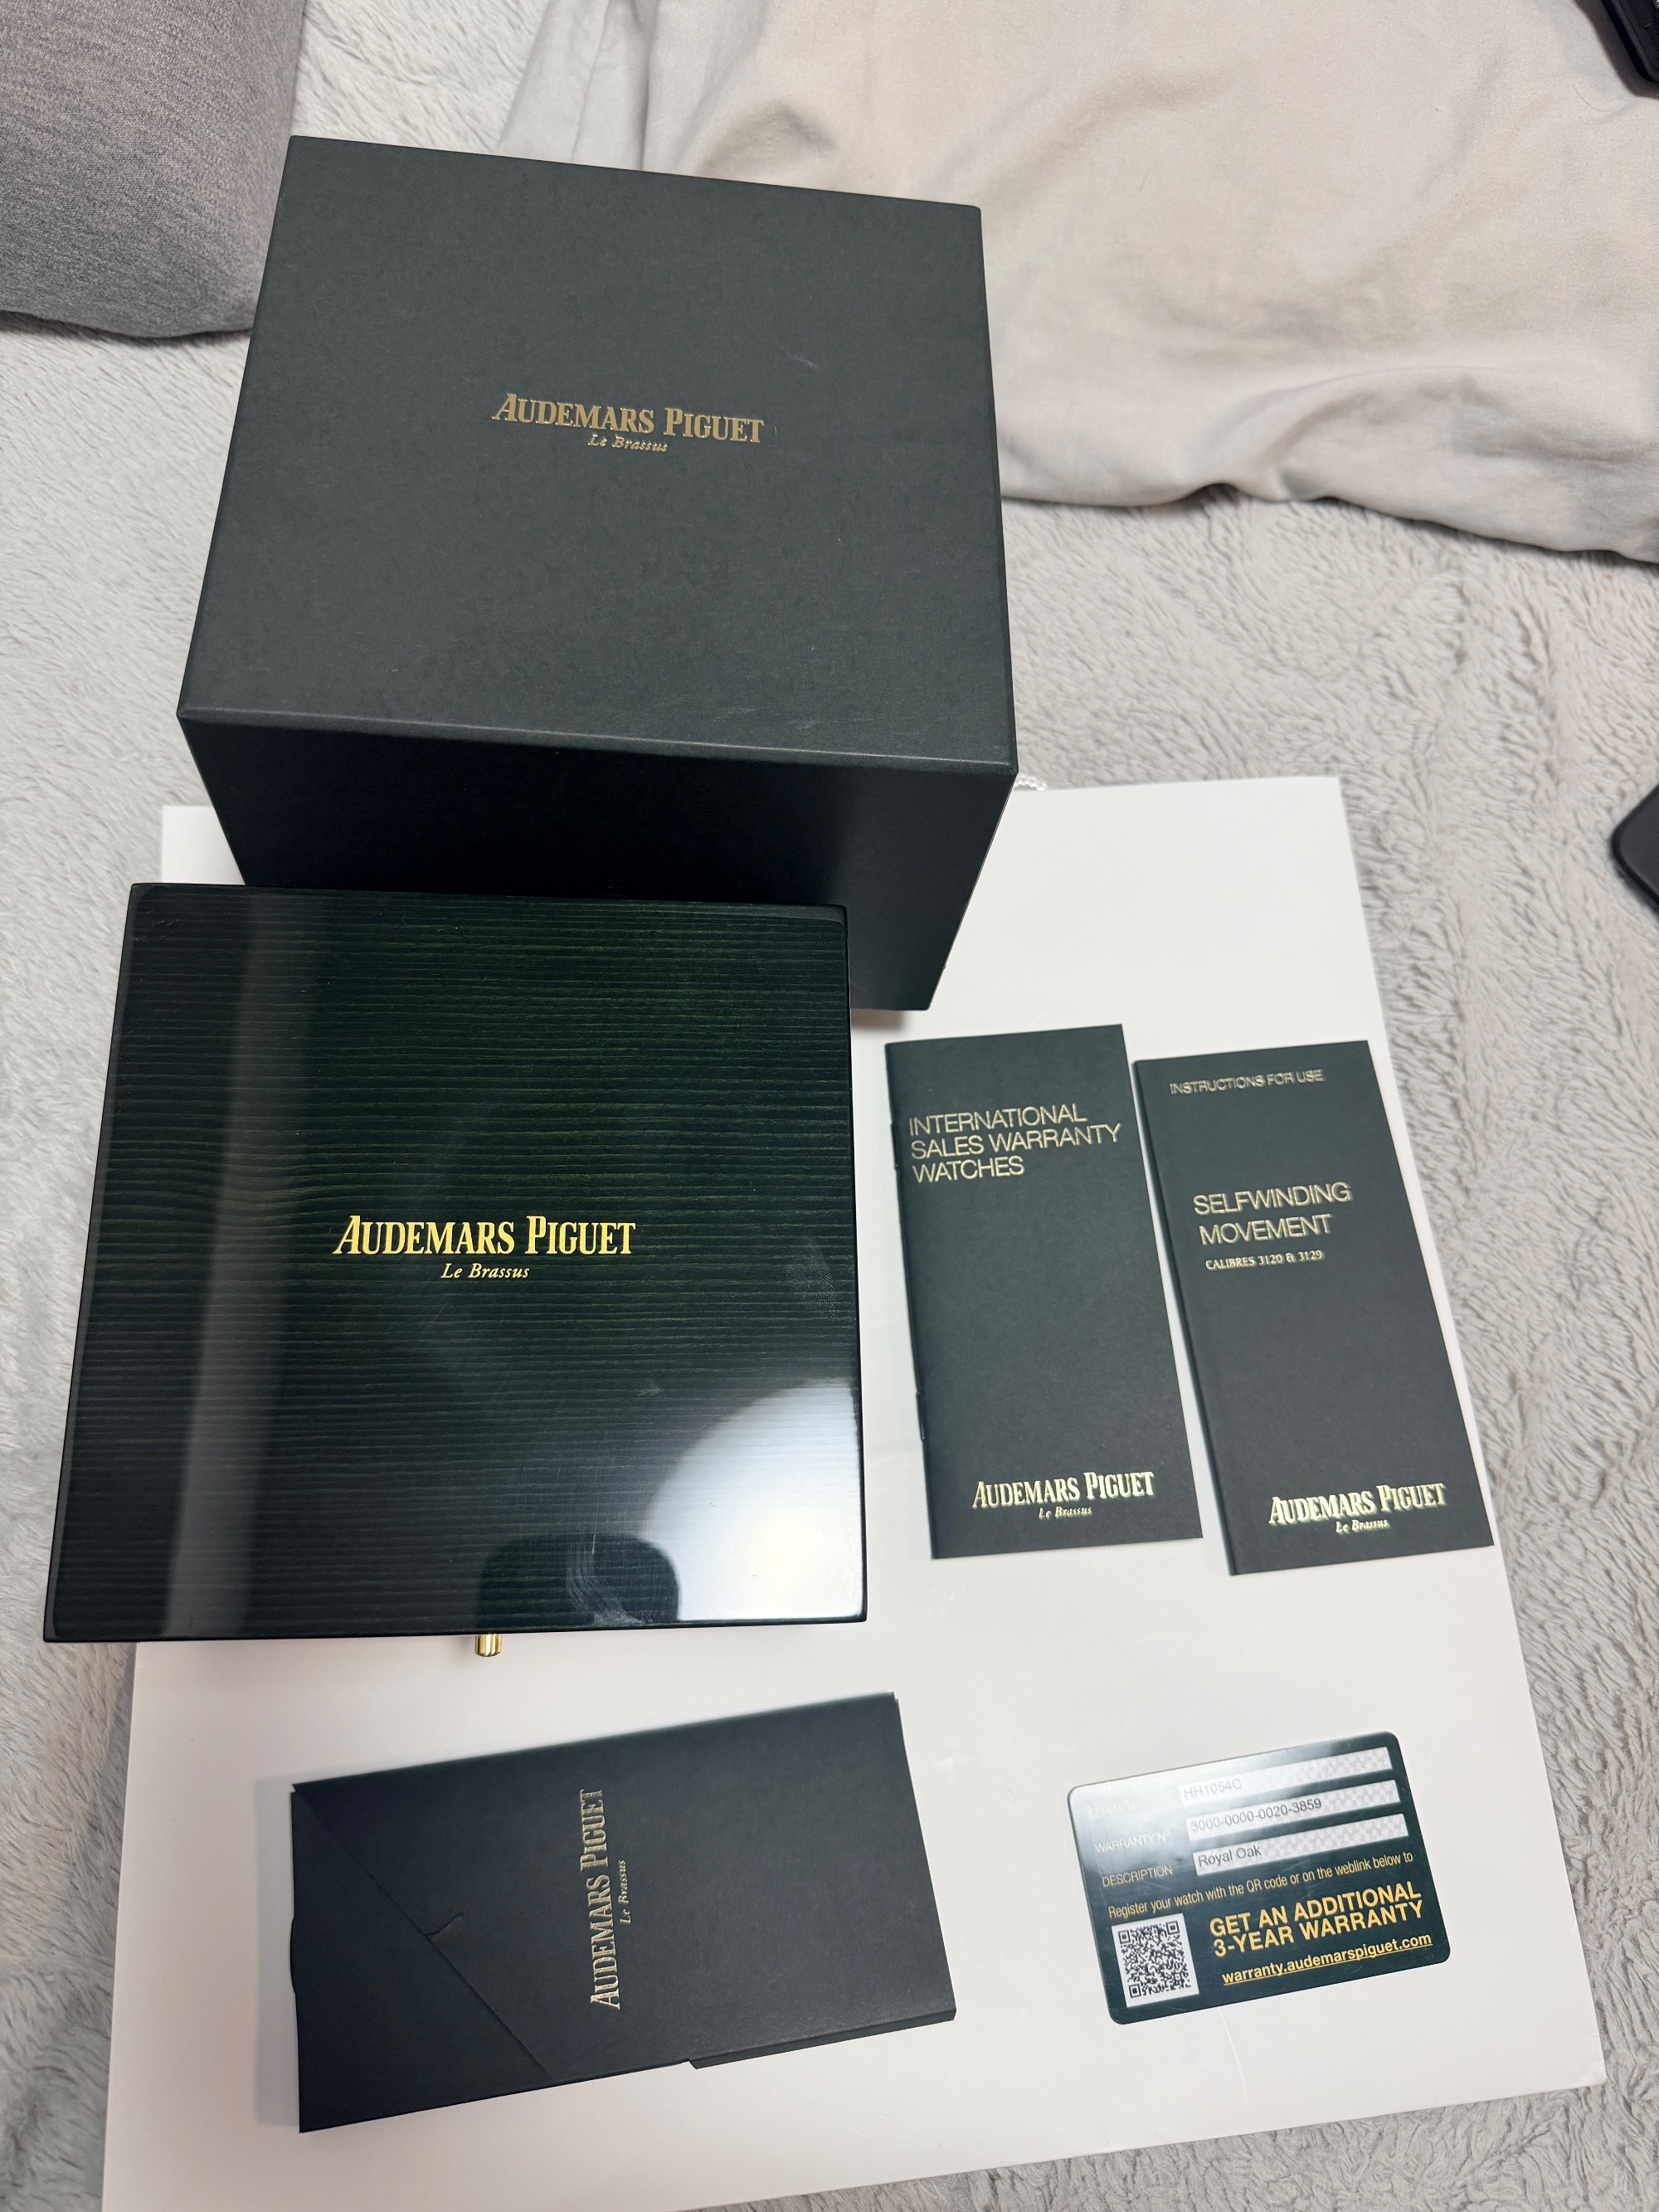 AUDEMARS PIGUET
Le Brassus
AUDEMARS PIGUET
Le Brassus
INTERNATIONAL
SALES WARRANTY
WATCHES
AUDEMARS PIGUET
Le Brassus
INSTRUCTIONS FOR USE
SELFWINDING
MOVEMENT
CALIBRES 3120 & 3129
AUDEMARS PIGUET
Le Brassus
AUDEMARS PIGUET
Le Brassus
HH1054C
WARRANTY N° 3000-0000-0020-3859
DESCRIPTION Royal Oak
Register your watch with the QR code or on the weblink below to
GET AN ADDITIONAL
3-YEAR WARRANTY
warranty.audemarspiguet.com